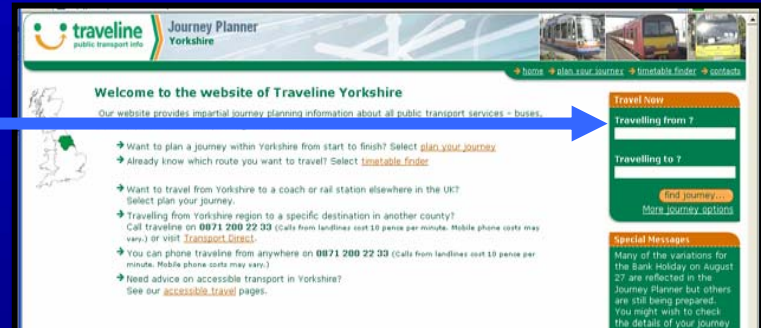 traveline
public transport info
Journey Planner
Yorkshire
home plan your journey timetable finder contacts
Welcome to the website of Traveline Yorkshire
Our website provides impartial journey planning information about all public transport services - buses,
Want to plan a journey within Yorkshire from start to finish? Select plan your journey
Already know which route you want to travel? Select timetable finder
Want to travel from Yorkshire to a coach or rail station elsewhere in the UK?
Select plan your journey.
Travelling from Yorkshire region to a specific destination in another county?
Call traveline on 0871 200 22 33 (Calls from landlines cost 10 pence per minute. Mobile phone costs may
vary.) or visit Transport Direct.
You can phone traveline from anywhere on 0871 200 22 33 (Calls from landlines cost 10 pence per
minute. Mobile phone costs may vary.)
Need advice on accessible transport in Yorkshire?
See our accessible travel pages.
Travel Now
Travelling from ?
Travelling to ?
find journey...
More journey options
Special Messages
Many of the variations for
the Bank Holiday on August
27 are reflected in the
Journey Planner but others
are still being prepared.
You might wish to check
the details of your journey